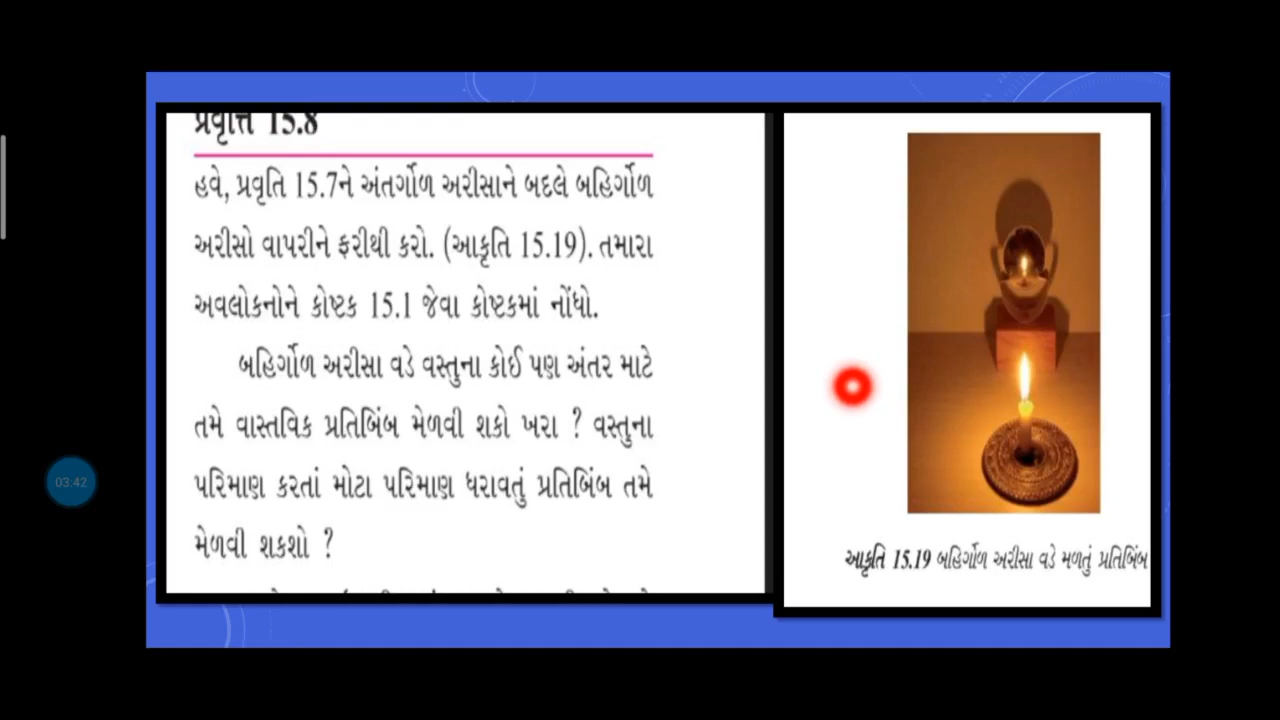 પ્રવૃત્તિ 15.8
હવે, પ્રવૃતિ 15.7ને અંતર્ગોળ અરીસાને બદલે બહિર્ગોળ
અરીસો વાપરીને ફરીથી કરો. (આકૃતિ 15.19). તમારા
અવલોકનોને કોષ્ટક 15.1 જેવા કોષ્ટકમાં નોંધો.
બહિર્ગોળ અરીસા વડે વસ્તુના કોઈ પણ અંતર માટે
તમે વાસ્તવિક પ્રતિબિંબ મેળવી શકો ખરા ? વસ્તુના
પરિમાણ કરતાં મોટા પરિમાણ ધરાવતું પ્રતિબિંબ તમે
મેળવી શકશો ?
આકૃતિ 15.19 બહિર્ગોળ અરીસા વડે મળતું પ્રતિબિંબ
03:42